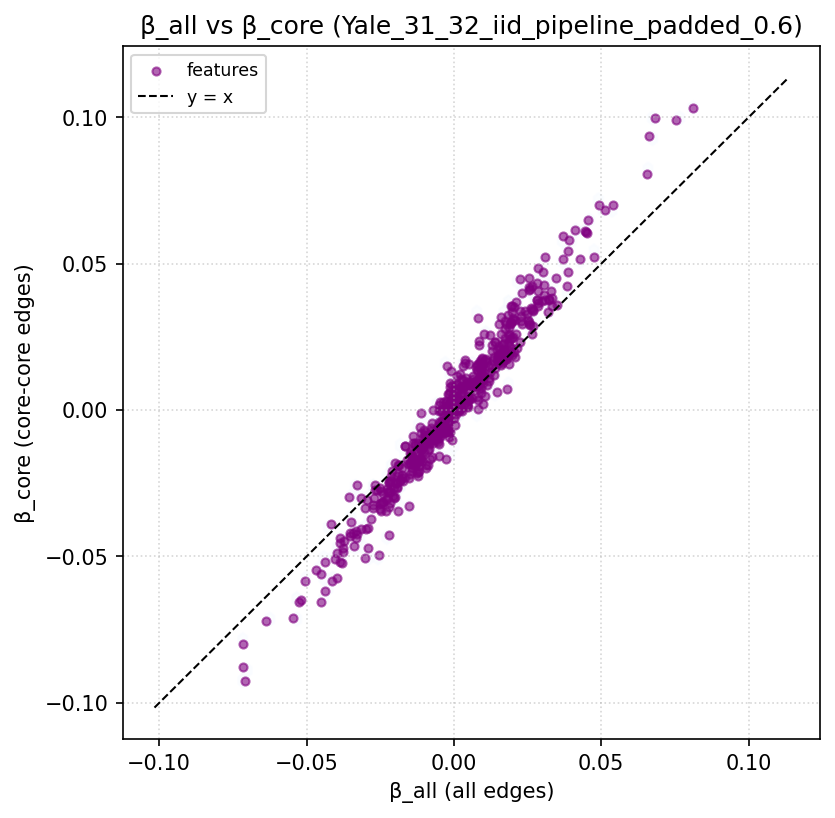 β_all vs β_core (Yale_31_32_iid_pipeline_padded_0.6)
features
y = x
0.10
0.05
0.00
−0.05
−0.10
β_core (core-core edges)
−0.10
−0.05
0.00
0.05
0.10
β_all (all edges)